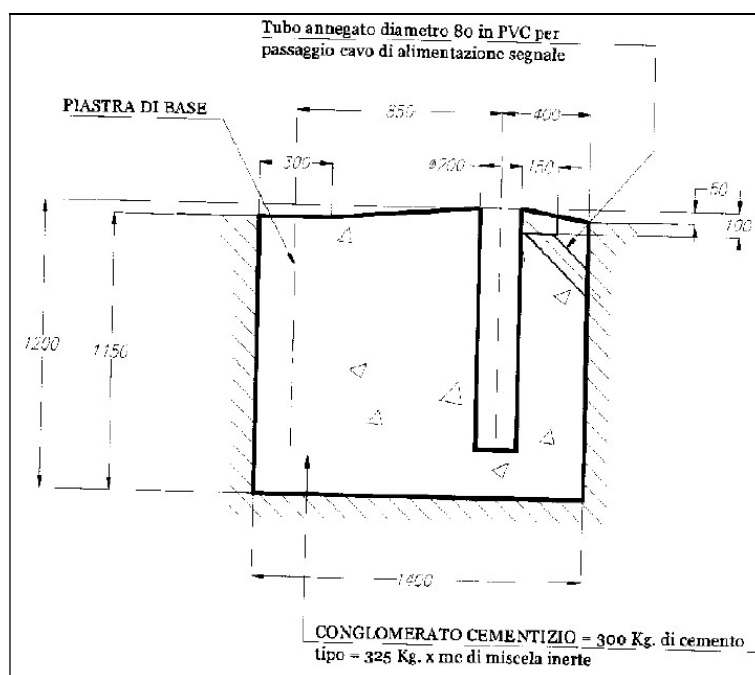 Tubo annegato diametro 80 in PVC per
passaggio cavo di alimentazione segnale
PIASTRA DI BASE
850
400
300
ø200
150
50
100
1200
1150
1400
CONGLOMERATO CEMENTIZIO = 300 Kg. di cemento
tipo = 325 Kg. x mc di miscela inerte